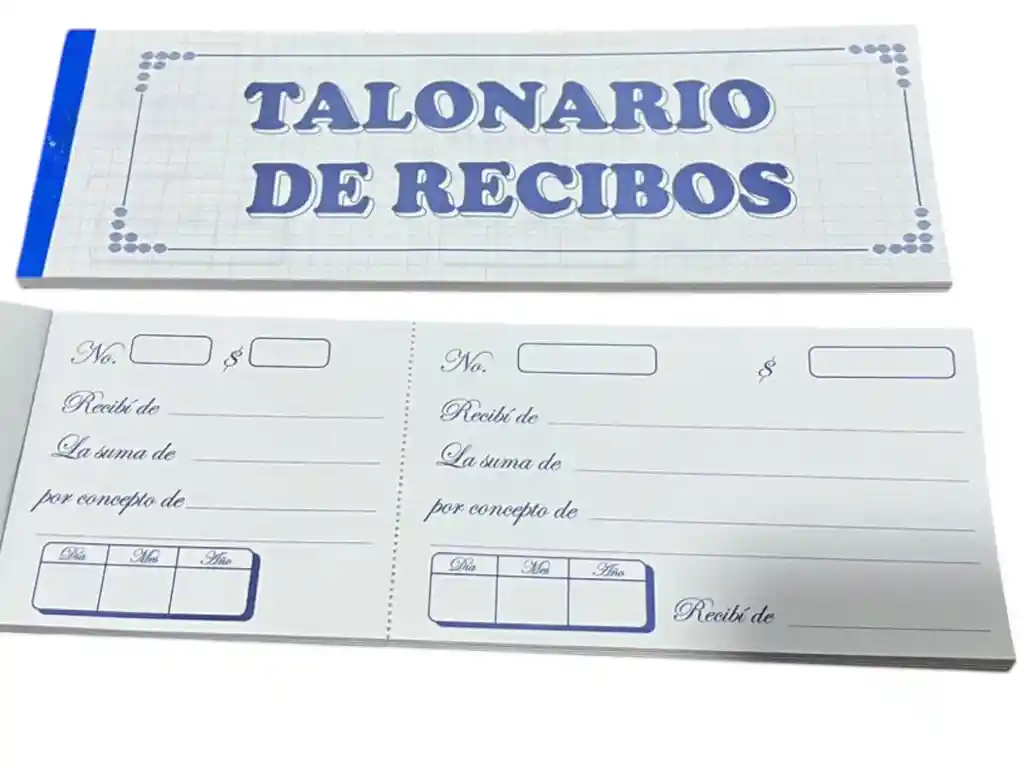 TALONARIO
DE RECIBOS
No. $
Recibí de
La suma de
por concepto de
Día Mes Año
No. $
Recibí de
La suma de
por concepto de
Día Mes Año
Recibí de